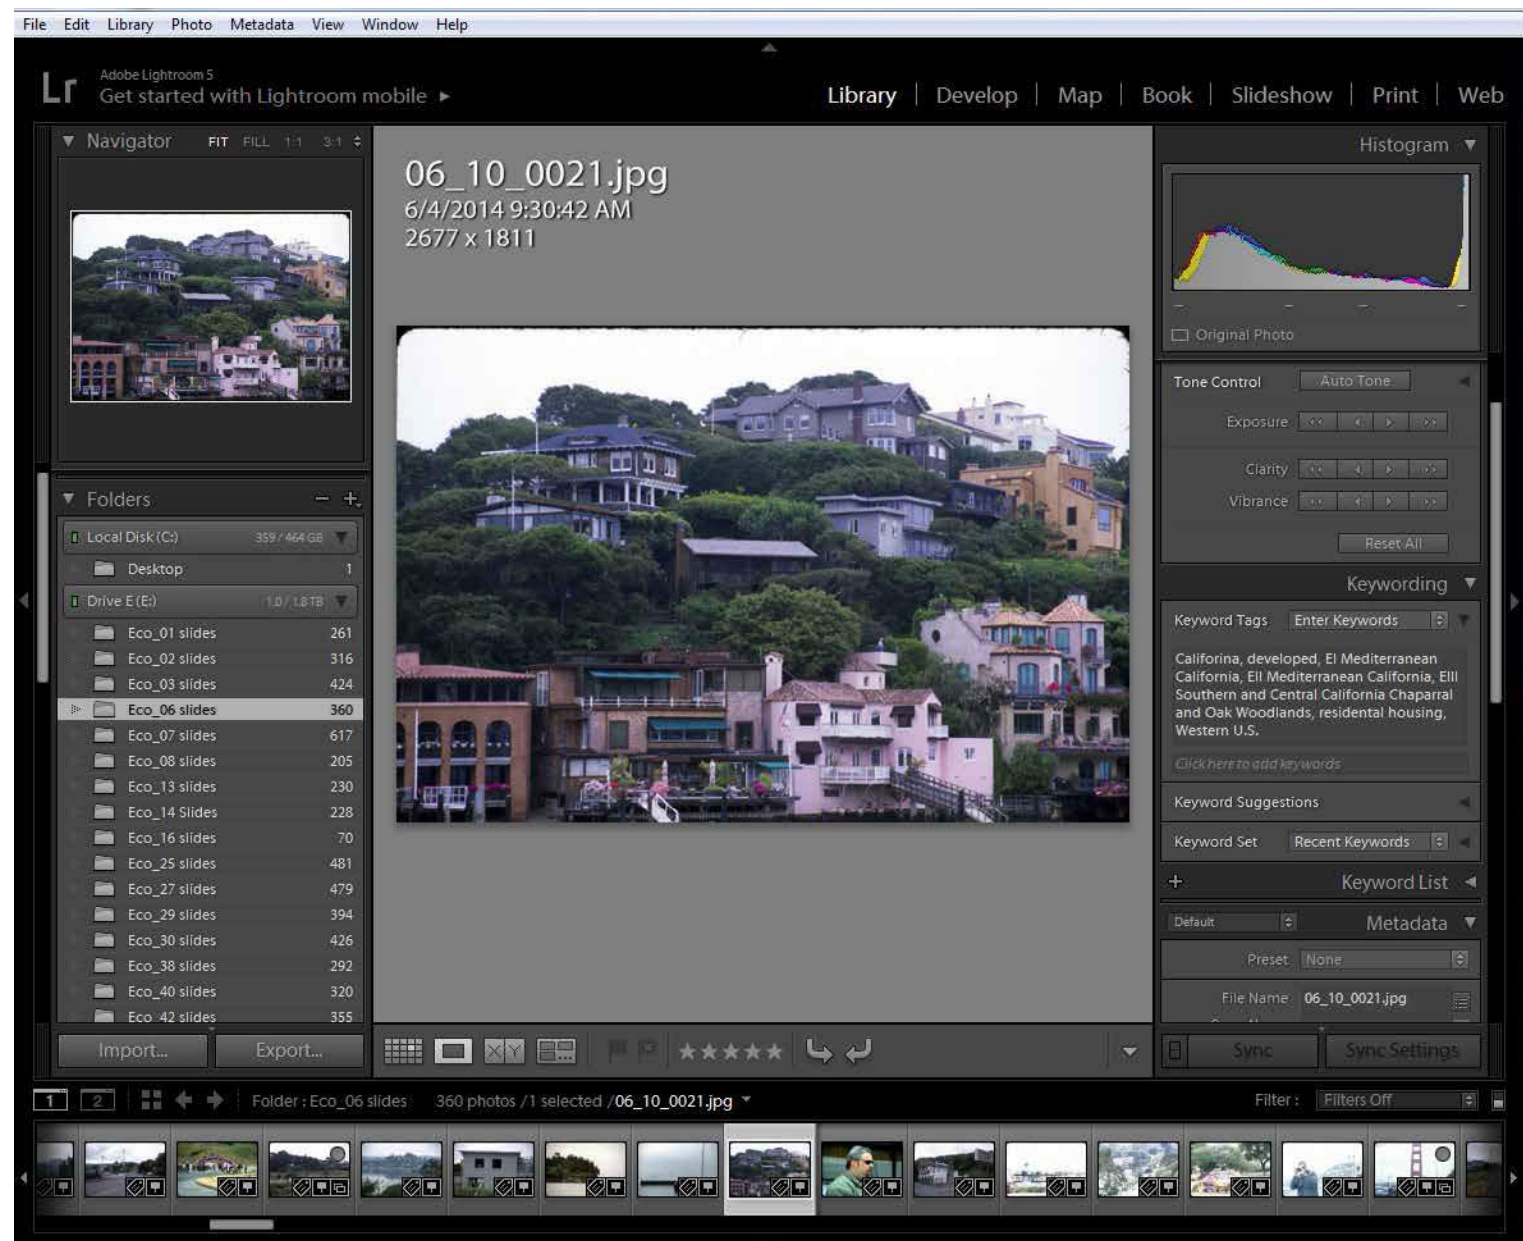 File Edit Library Photo Metadata View Window Help
Lr
Adobe Lightroom 5
Get started with Lightroom mobile
Library | Develop | Map | Book | Slideshow | Print | Web
Navigator FIT FILL 1:1 3:1
06_10_0021.jpg
6/4/2014 9:30:42 AM
2677 x 1811
Folders
Local Disk (C:) 359 / 464 GB
Desktop 1
Drive E (E:) 1.0 / 1.8 TB
Eco_01 slides 261
Eco_02 slides 316
Eco_03 slides 424
Eco_06 slides 360
Eco_07 slides 617
Eco_08 slides 205
Eco_13 slides 230
Eco_14 Slides 228
Eco_16 slides 70
Eco_25 slides 481
Eco_27 slides 479
Eco_29 slides 394
Eco_30 slides 426
Eco_38 slides 292
Eco_40 slides 320
Eco_42 slides 355
Import... Export...
Histogram
Original Photo
Tone Control Auto Tone
Exposure
Clarity
Vibrance
Reset All
Keywording
Keyword Tags Enter Keywords
Califorina, developed, EI Mediterranean
California, EII Mediterranean California, EIII
Southern and Central California Chaparral
and Oak Woodlands, residental housing,
Western U.S.
Click here to add keywords
Keyword Suggestions
Keyword Set Recent Keywords
Keyword List
Default Metadata
Preset None
File Name 06_10_0021.jpg
Sync Sync Settings
XY
1 2 Folder : Eco_06 slides 360 photos /1 selected /06_10_0021.jpg Filter : Filters Off